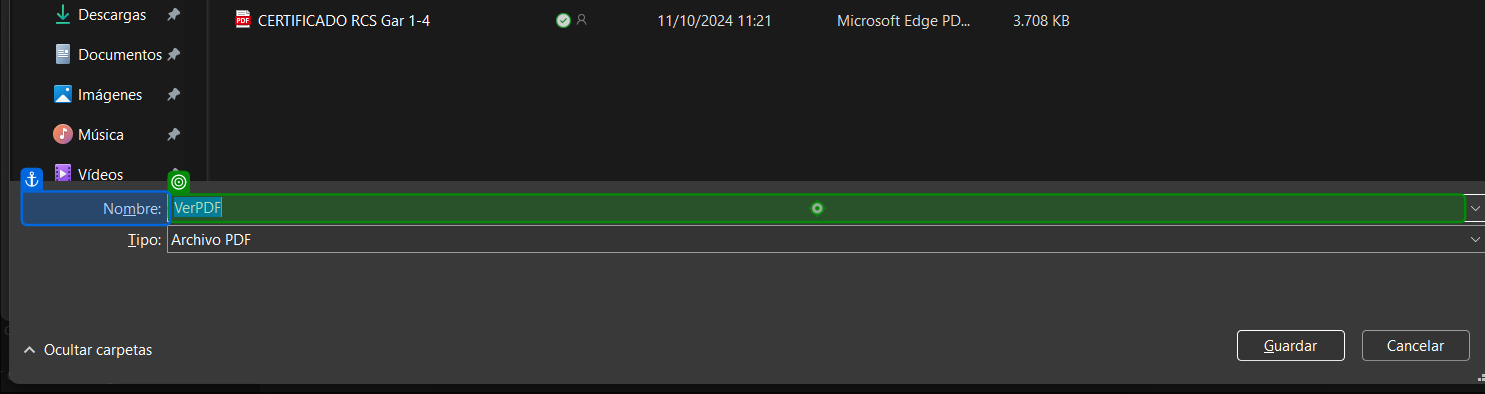 Descargas
CERTIFICADO RCS Gar 1-4 11/10/2024 11:21 Microsoft Edge PD... 3.708 KB
Documentos
Imágenes
Música
Vídeos
Nombre: VerPDF
Tipo: Archivo PDF
Ocultar carpetas
Guardar Cancelar